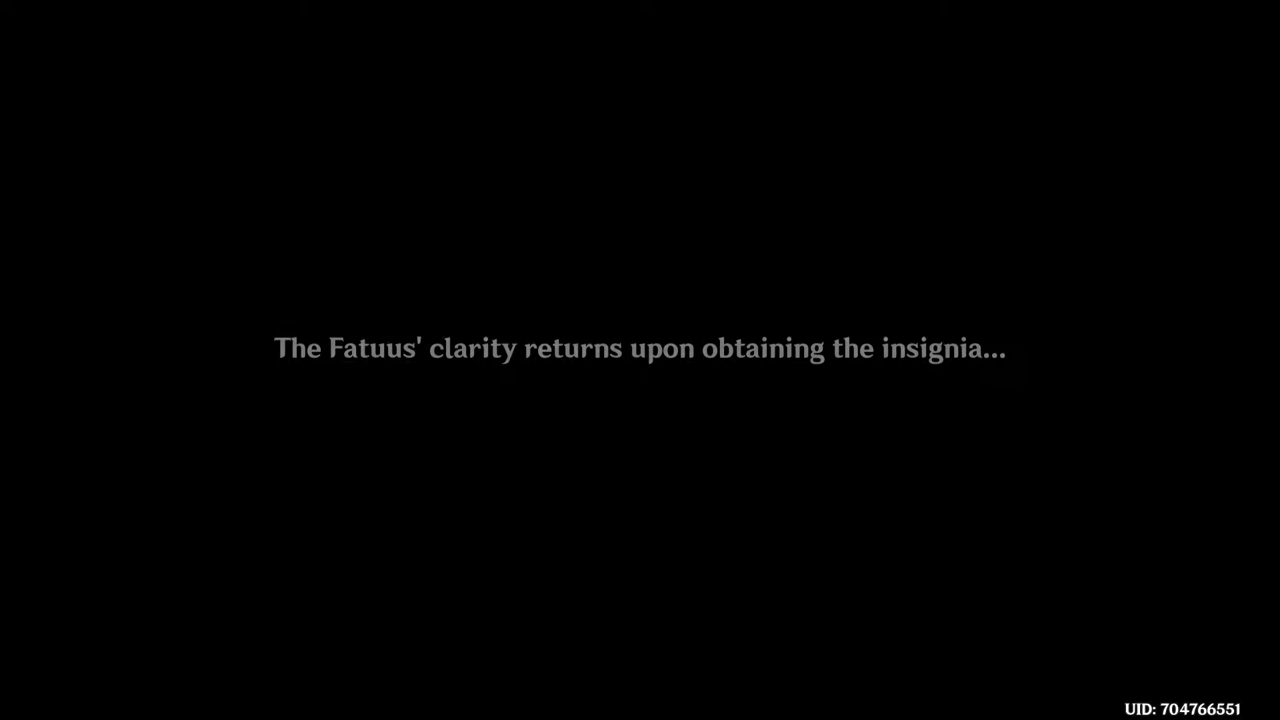 The Fatuus' clarity returns upon obtaining the insignia...
UID: 704766551